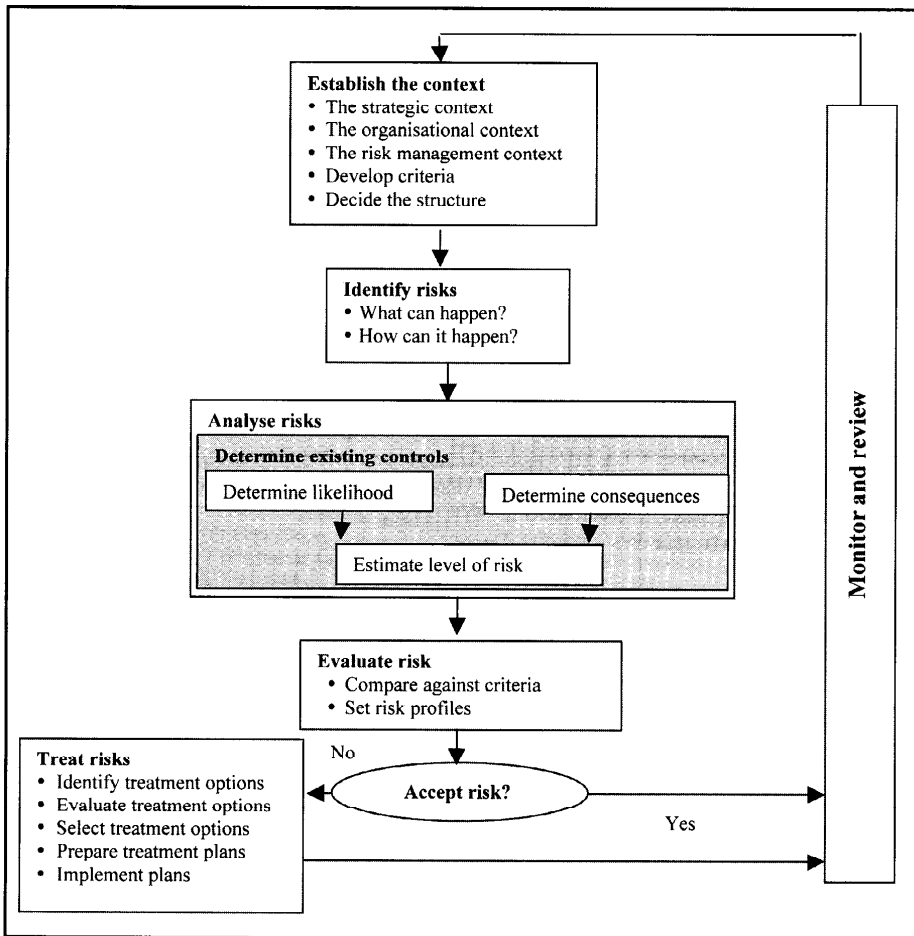 Establish the context
• The strategic context
• The organisational context
• The risk management context
• Develop criteria
• Decide the structure
Identify risks
• What can happen?
• How can it happen?
Analyse risks
Determine existing controls
Determine likelihood
Determine consequences
Estimate level of risk
Evaluate risk
• Compare against criteria
• Set risk profiles
No
Accept risk?
Yes
Treat risks
• Identify treatment options
• Evaluate treatment options
• Select treatment options
• Prepare treatment plans
• Implement plans
Monitor and review